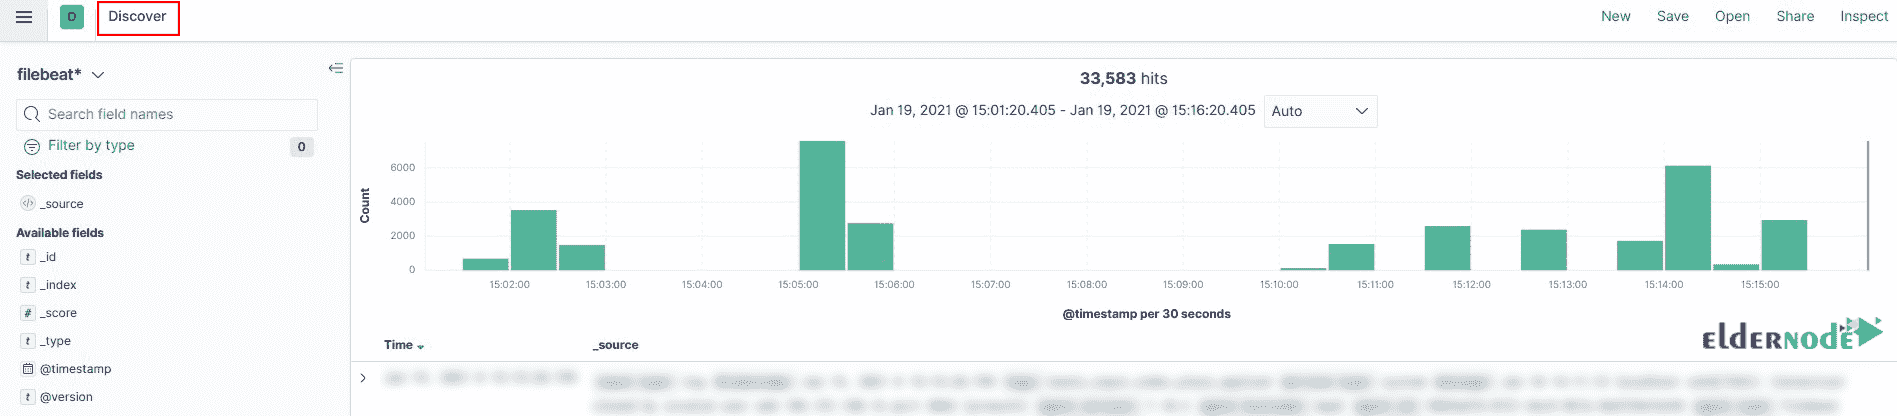 D Discover New Save Open Share Inspect
filebeat*
Search field names
Filter by type 0
Selected fields
_source
Available fields
t _id
t _index
# _score
t _type
@timestamp
t @version
33,583 hits
Jan 19, 2021 @ 15:01:20.405 - Jan 19, 2021 @ 15:16:20.405 Auto
Count
6000
4000
2000
0
15:02:00 15:03:00 15:04:00 15:05:00 15:06:00 15:07:00 15:08:00 15:09:00 15:10:00 15:11:00 15:12:00 15:13:00 15:14:00 15:15:00
@timestamp per 30 seconds
elderNode
Time _source